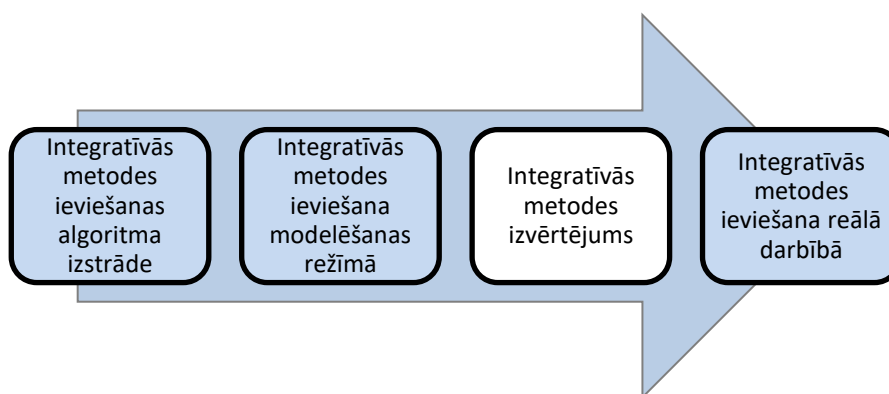 Integratīvās
metodes
ieviešanas
algoritma
izstrāde
Integratīvās
metodes
ieviešana
modelēšanas
režīmā
Integratīvās
metodes
izvērtējums
Integratīvās
metodes
ieviešana reālā
darbībā